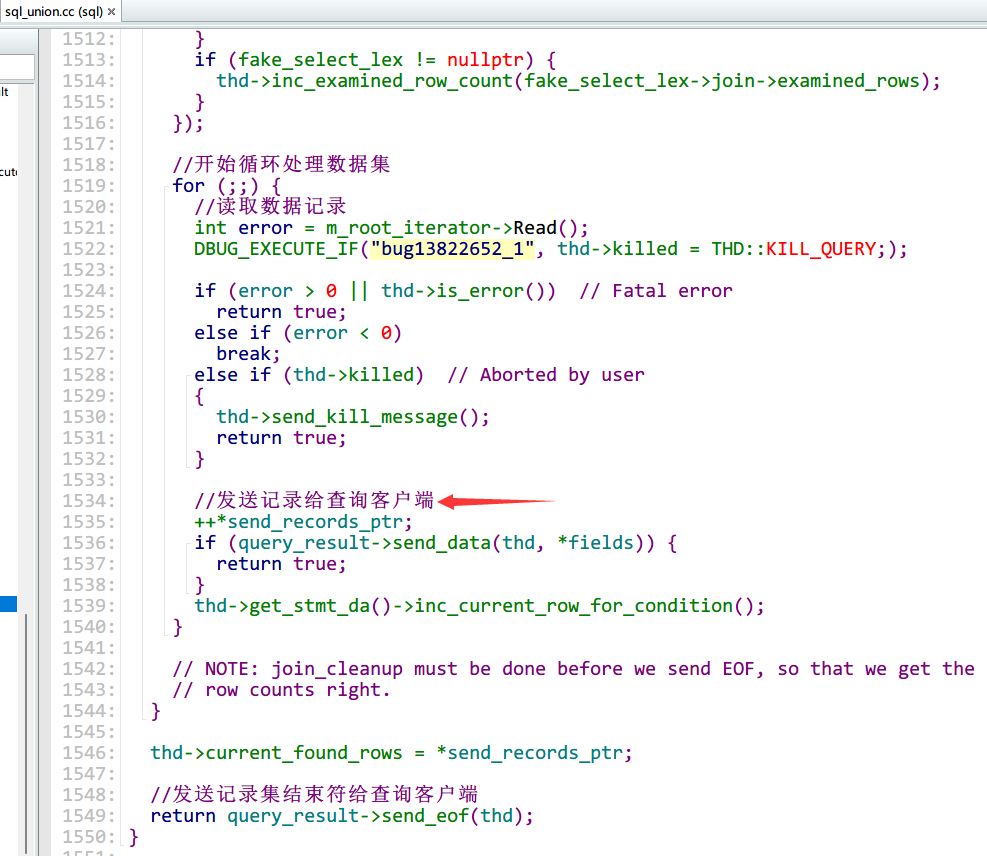 sql_union.cc (sql) ×
1512: }
1513: if (fake_select_lex != nullptr) {
lt
1514: thd->inc_examined_row_count(fake_select_lex->join->examined_rows);
1515: }
1516: });
1517:
1518: //开始循环处理数据集
cute
1519: for (;;) {
1520: //读取数据记录
1521: int error = m_root_iterator->Read();
1522: DBUG_EXECUTE_IF("bug13822652_1", thd->killed = THD::KILL_QUERY;);
1523:
1524: if (error > 0 || thd->is_error()) // Fatal error
1525: return true;
1526: else if (error < 0)
1527: break;
1528: else if (thd->killed) // Aborted by user
1529: {
1530: thd->send_kill_message();
1531: return true;
1532: }
1533:
1534: //发送记录给查询客户端
1535: ++*send_records_ptr;
1536: if (query_result->send_data(thd, *fields)) {
1537: return true;
1538: }
1539: thd->get_stmt_da()->inc_current_row_for_condition();
1540: }
1541:
1542: // NOTE: join_cleanup must be done before we send EOF, so that we get the
1543: // row counts right.
1544: }
1545:
1546: thd->current_found_rows = *send_records_ptr;
1547:
1548: //发送记录集结束符给查询客户端
1549: return query_result->send_eof(thd);
1550: }